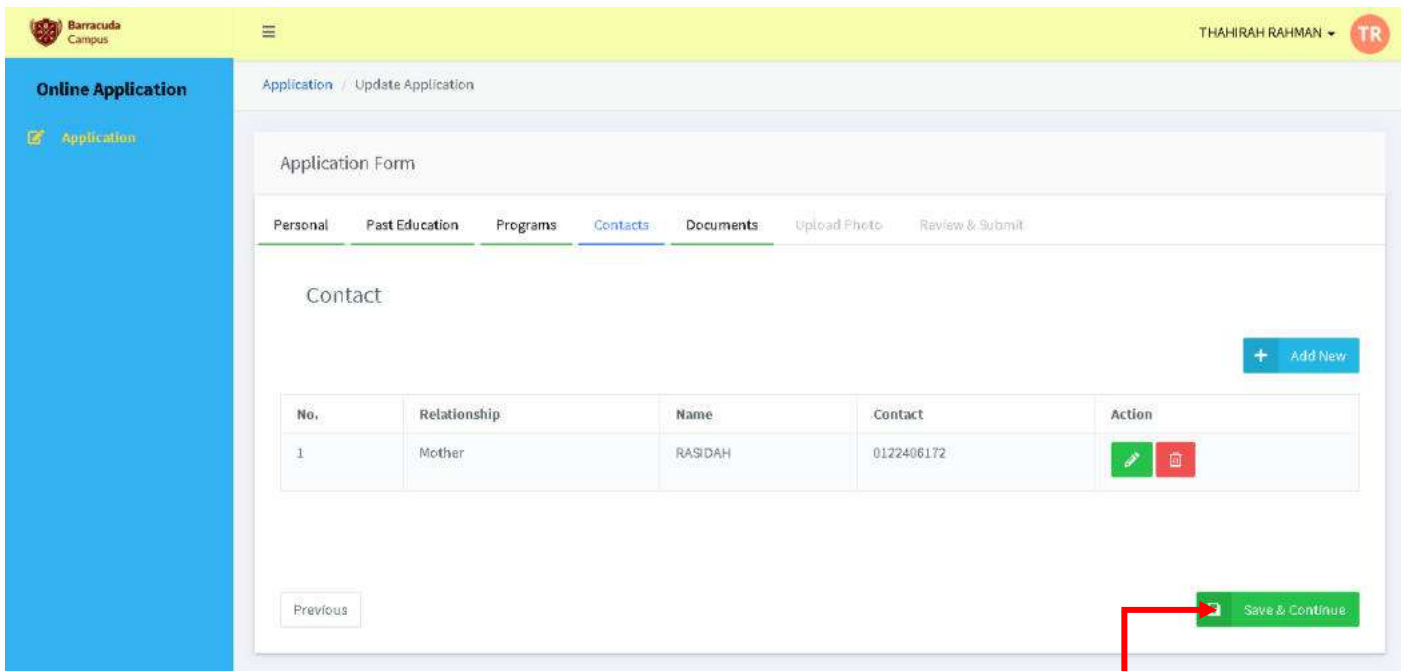 Barracuda
Campus
THAHIRAH RAHMAN
TR
Online Application
Application / Update Application
Application
Application Form
Personal Past Education Programs Contacts Documents Upload Photo Review & Submit
Contact
+ Add New
No. Relationship Name Contact Action
1 Mother RASIDAH 0122406172
Previous
Save & Continue